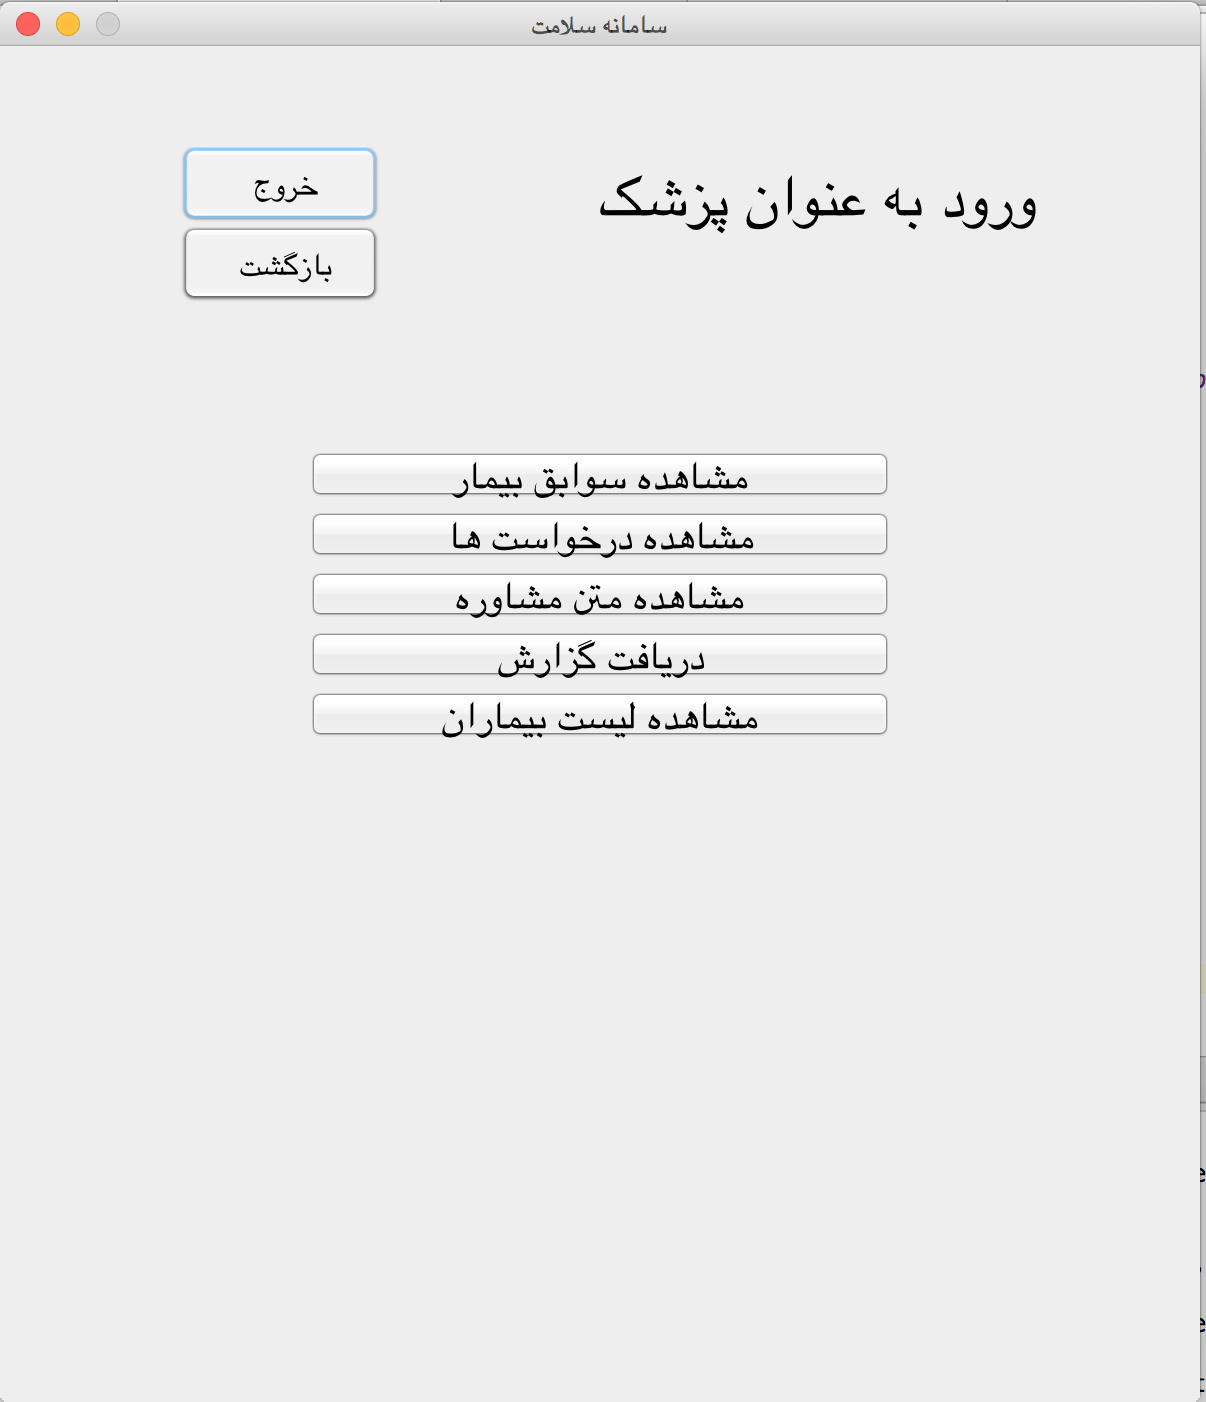 سامانه سلامت
ورود به عنوان پزشک
خروج
بازگشت
مشاهده سوابق بیمار
مشاهده درخواست ها
مشاهده متن مشاوره
دریافت گزارش
مشاهده لیست بیماران